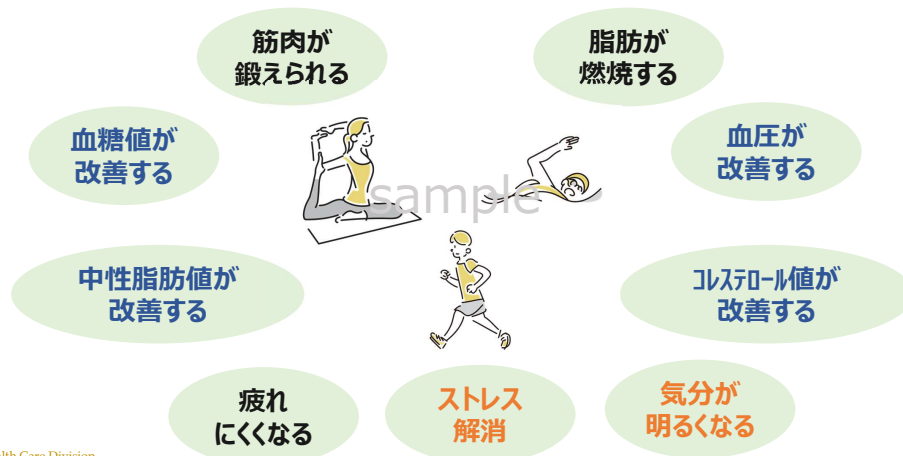 筋肉が
鍛えられる
脂肪が
燃焼する
血糖値が
改善する
血圧が
改善する
sample
中性脂肪値が
改善する
コレステロール値が
改善する
疲れ
にくくなる
ストレス
解消
気分が
明るくなる
Care Division